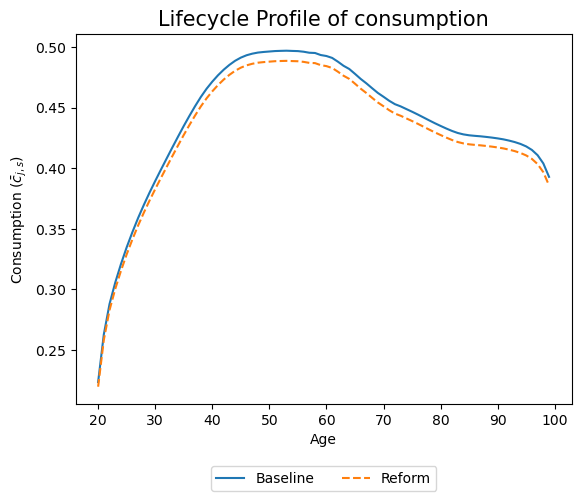 Lifecycle Profile of consumption
Consumption ($\bar{c}_{j,s}$)
0.50
0.45
0.40
0.35
0.30
0.25
20 30 40 50 60 70 80 90 100
Age
Baseline Reform